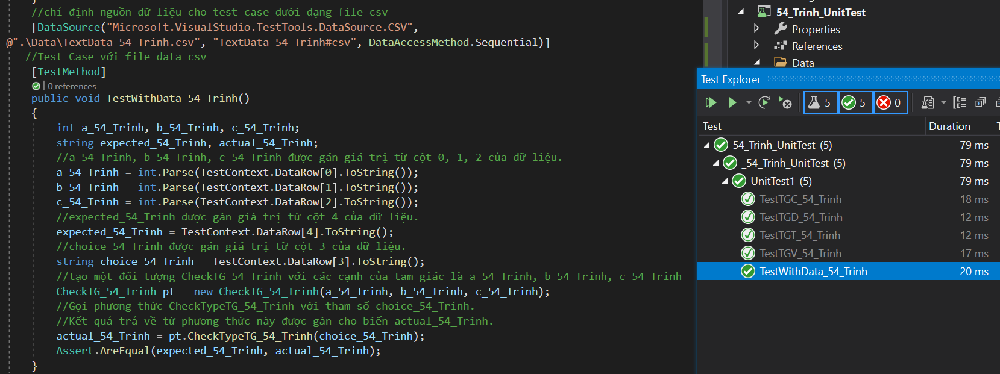 }
//chỉ định nguồn dữ liệu cho test case dưới dạng file csv
[DataSource("Microsoft.VisualStudio.TestTools.DataSource.CSV",
@".\Data\TextData_54_Trinh.csv", "TextData_54_Trinh#csv", DataAccessMethod.Sequential)]
//Test Case với file data csv
[TestMethod]
| 0 references
public void TestWithData_54_Trinh()
{
int a_54_Trinh, b_54_Trinh, c_54_Trinh;
string expected_54_Trinh, actual_54_Trinh;
//a_54_Trinh, b_54_Trinh, c_54_Trinh được gán giá trị từ cột 0, 1, 2 của dữ liệu.
a_54_Trinh = int.Parse(TestContext.DataRow[0].ToString());
b_54_Trinh = int.Parse(TestContext.DataRow[1].ToString());
c_54_Trinh = int.Parse(TestContext.DataRow[2].ToString());
//expected_54_Trinh được gán giá trị từ cột 4 của dữ liệu.
expected_54_Trinh = TestContext.DataRow[4].ToString();
//choice_54_Trinh được gán giá trị từ cột 3 của dữ liệu.
string choice_54_Trinh = TestContext.DataRow[3].ToString();
//tạo một đối tượng CheckTG_54_Trinh với các cạnh của tam giác là a_54_Trinh, b_54_Trinh, c_54_Trinh
CheckTG_54_Trinh pt = new CheckTG_54_Trinh(a_54_Trinh, b_54_Trinh, c_54_Trinh);
//Gọi phương thức CheckTypeTG_54_Trinh với tham số choice_54_Trinh.
//Kết quả trả về từ phương thức này được gán cho biến actual_54_Trinh.
actual_54_Trinh = pt.CheckTypeTG_54_Trinh(choice_54_Trinh);
Assert.AreEqual(expected_54_Trinh, actual_54_Trinh);
}
54_Trinh_UnitTest
Properties
References
Data
Test Explorer
5 5 0
Test Duration
54_Trinh_UnitTest (5) 79 ms
_54_Trinh_UnitTest (5) 79 ms
UnitTest1 (5) 79 ms
TestTGC_54_Trinh 18 ms
TestTGD_54_Trinh 12 ms
TestTGT_54_Trinh 12 ms
TestTGV_54_Trinh 17 ms
TestWithData_54_Trinh 20 ms